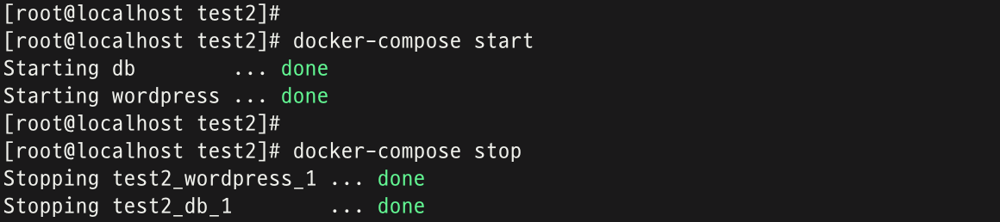 [root@localhost test2]#
[root@localhost test2]# docker-compose start
Starting db        ... done
Starting wordpress ... done
[root@localhost test2]#
[root@localhost test2]# docker-compose stop
Stopping test2_wordpress_1 ... done
Stopping test2_db_1        ... done